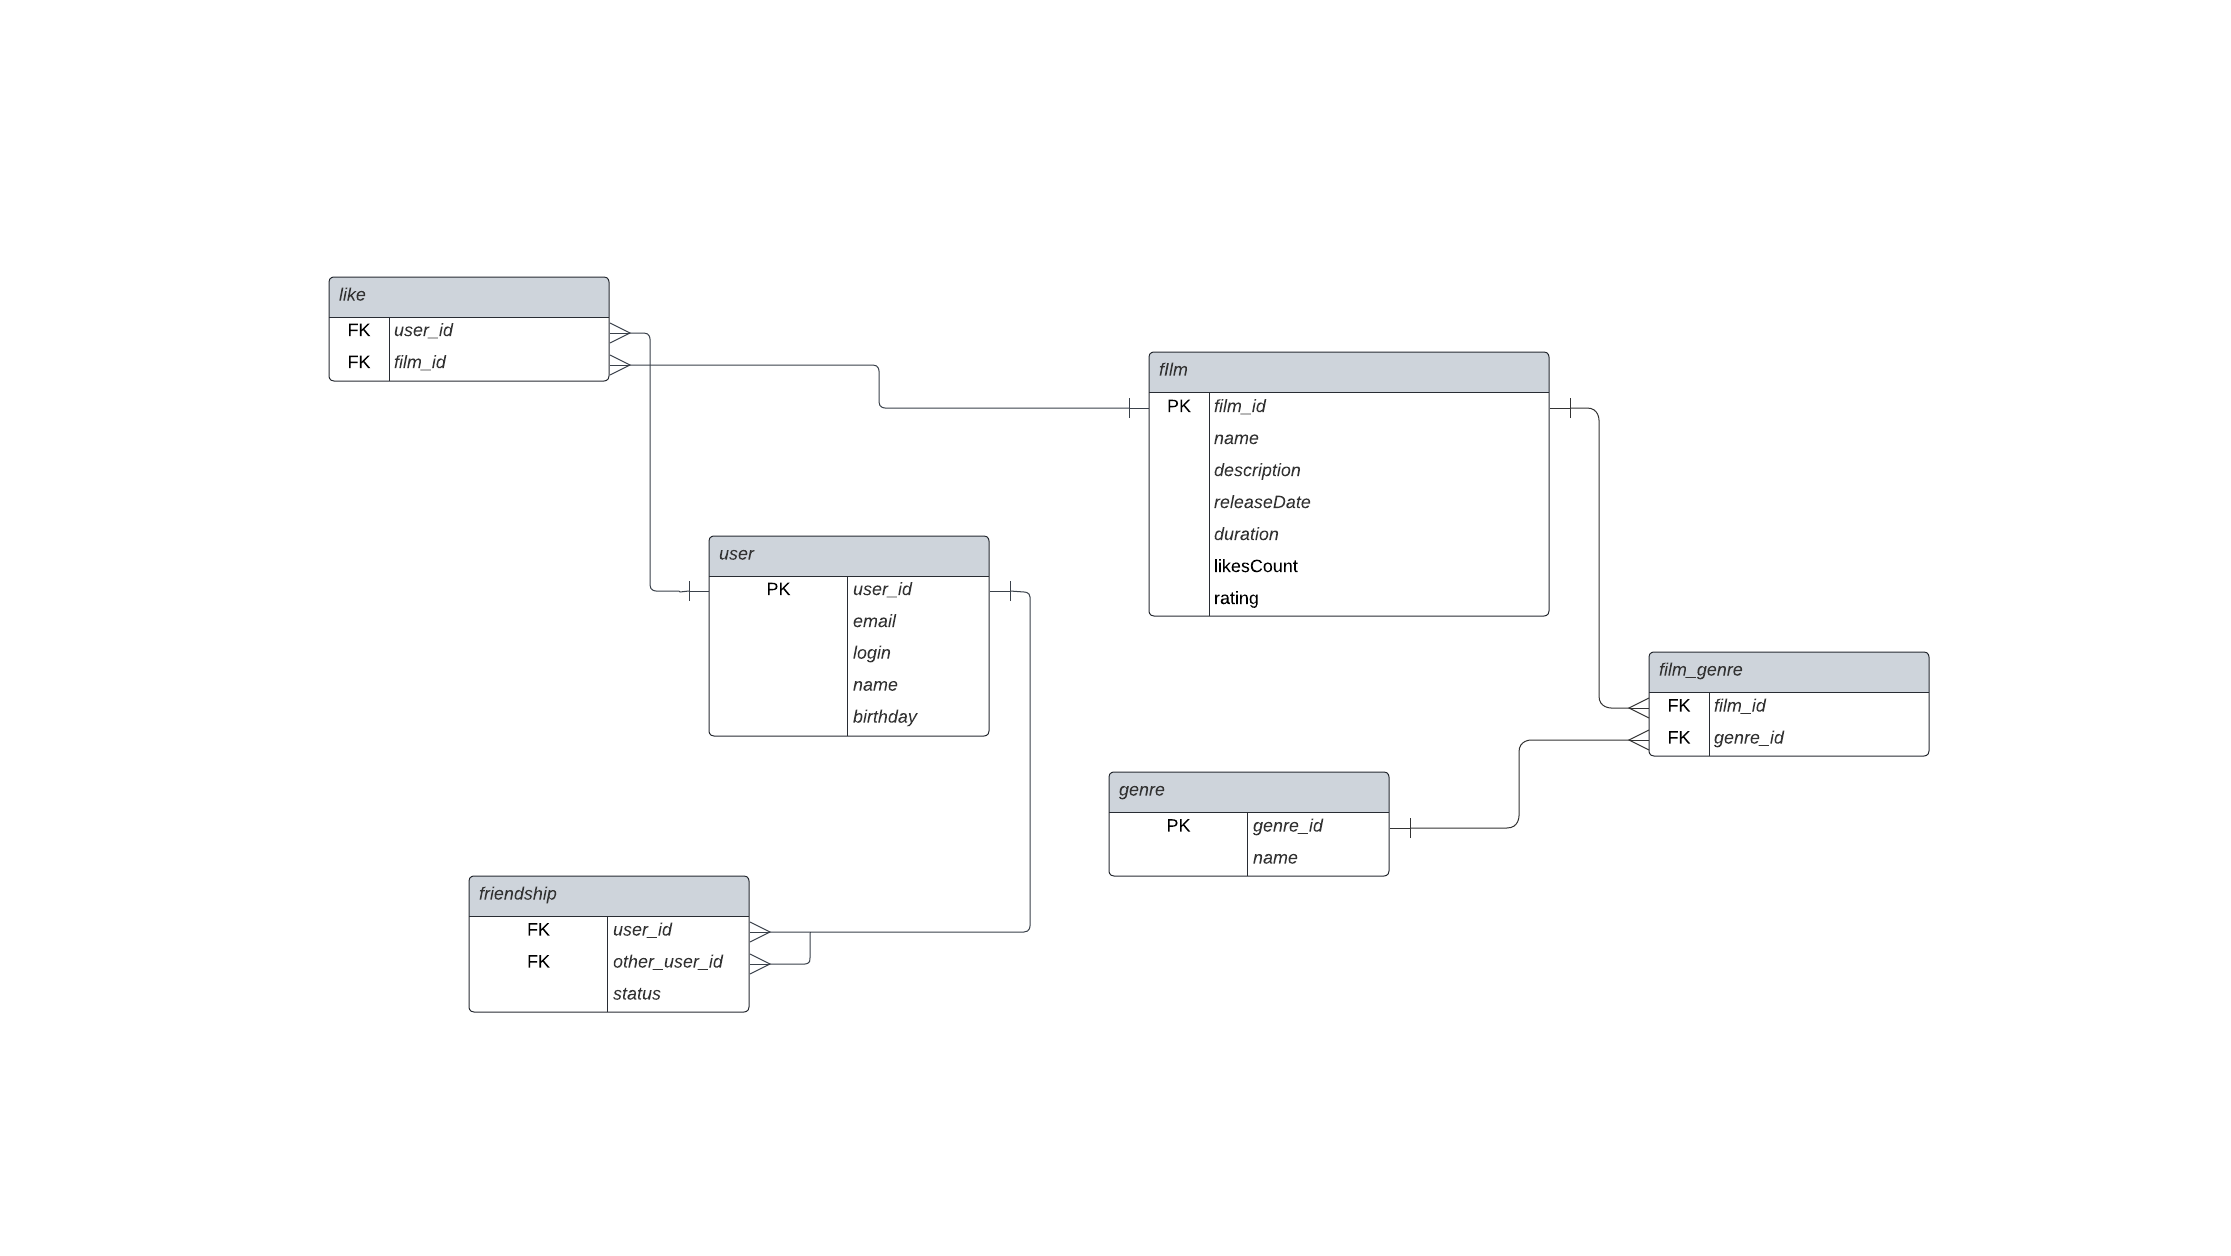 like
FK user_id
FK film_id
fIlm
PK film_id
name
description
releaseDate
duration
likesCount
rating
user
PK user_id
email
login
name
birthday
film_genre
FK film_id
FK genre_id
genre
PK genre_id
name
friendship
FK user_id
FK other_user_id
status